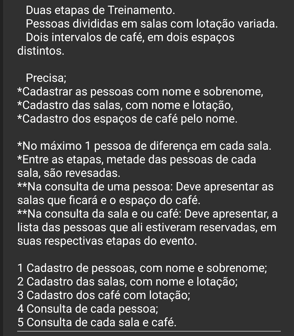 Duas etapas de Treinamento.
Pessoas divididas em salas com lotação variada.
Dois intervalos de café, em dois espaços
distintos.
Precisa;
*Cadastrar as pessoas com nome e sobrenome,
*Cadastro das salas, com nome e lotação,
*Cadastro dos espaços de café pelo nome.
*No máximo 1 pessoa de diferença em cada sala.
*Entre as etapas, metade das pessoas de cada
sala, são revesadas.
**Na consulta de uma pessoa: Deve apresentar as
salas que ficará e o espaço do café.
**Na consulta da sala e ou café: Deve apresentar, a
lista das pessoas que ali estiveram reservadas, em
suas respectivas etapas do evento.
1 Cadastro de pessoas, com nome e sobrenome;
2 Cadastro das salas, com nome e lotação;
3 Cadastro dos café com lotação;
4 Consulta de cada pessoa;
5 Consulta de cada sala e café.